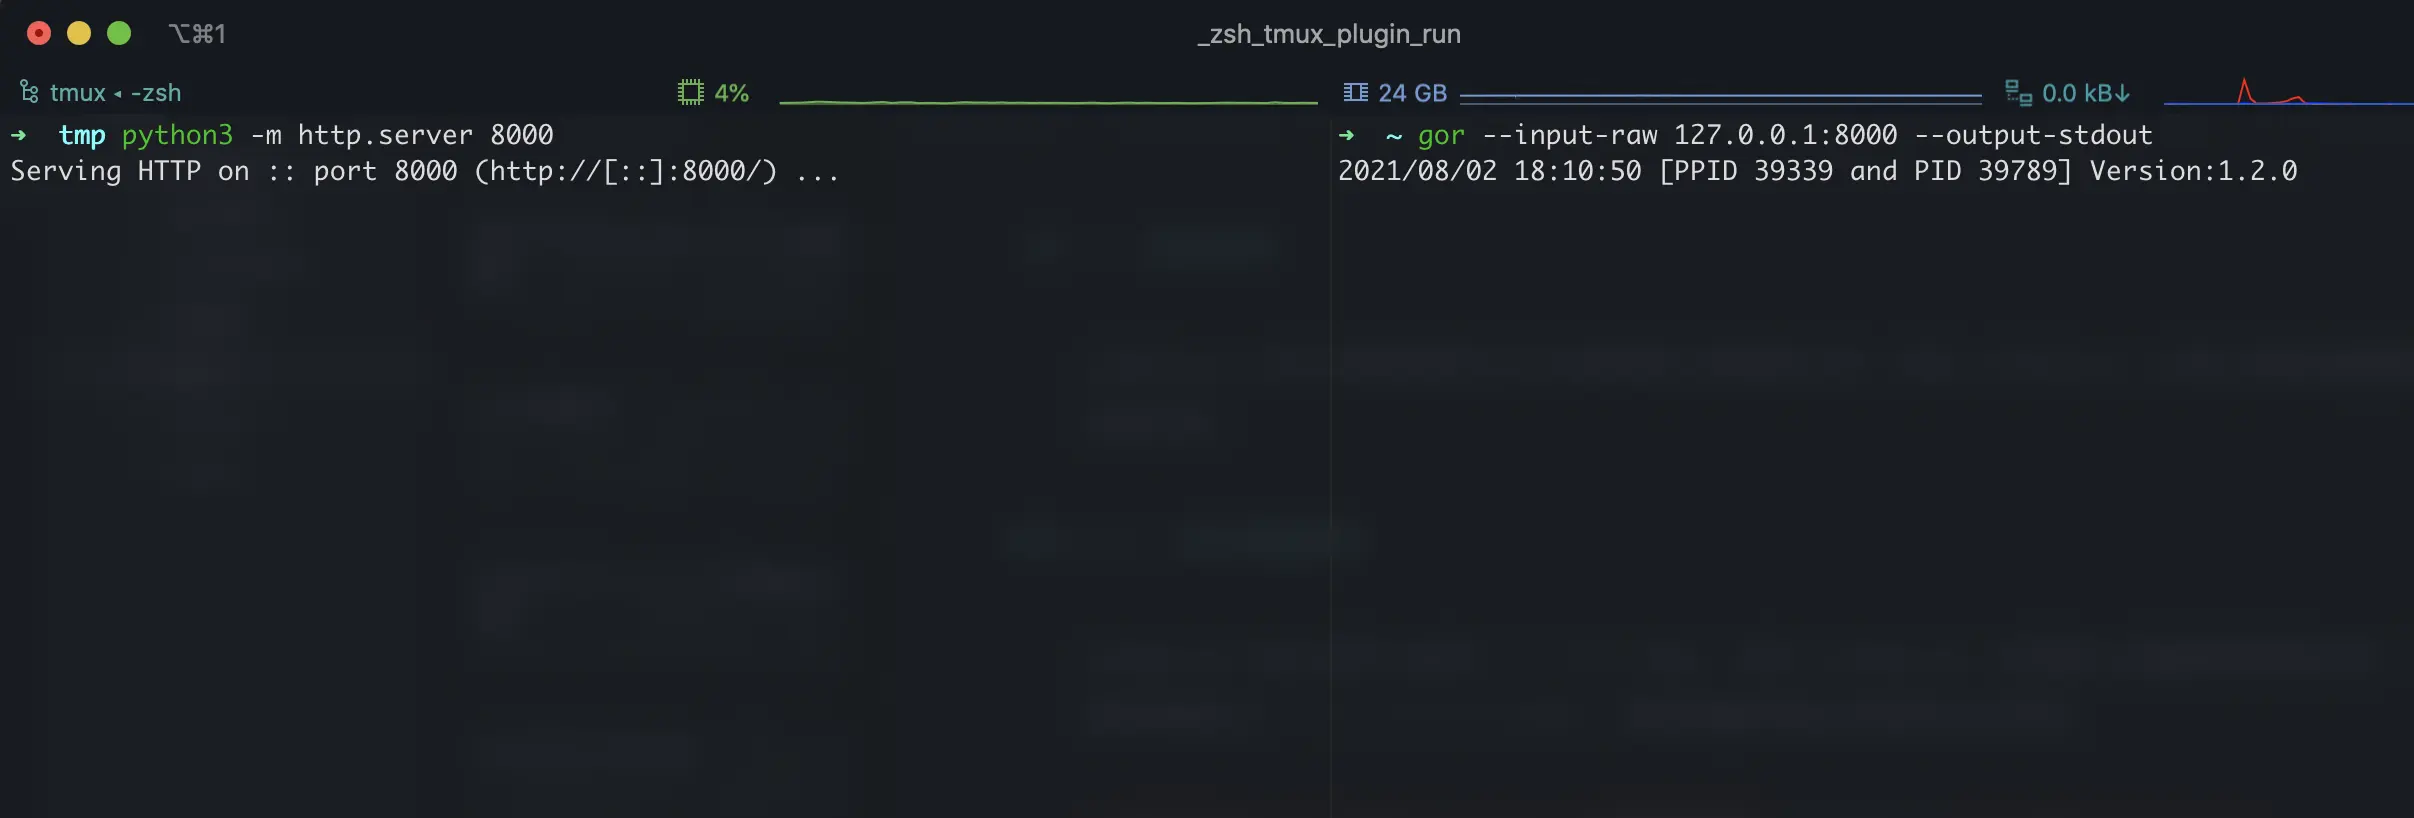 ⌥⌘1
_zsh_tmux_plugin_run
tmux ◂ -zsh
4%
24 GB
0.0 kB↓
➜  tmp python3 -m http.server 8000
Serving HTTP on :: port 8000 (http://[::]:8000/) ...
➜  ~ gor --input-raw 127.0.0.1:8000 --output-stdout
2021/08/02 18:10:50 [PPID 39339 and PID 39789] Version:1.2.0